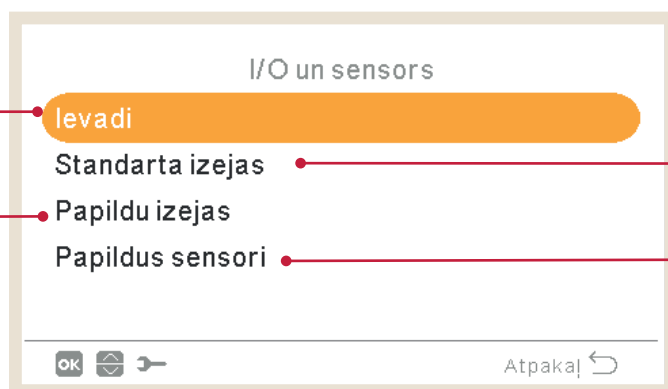 I/O un sensors
Ievadi
Standarta izejas
Papildu izejas
Papildus sensori
OK
Atpakaļ